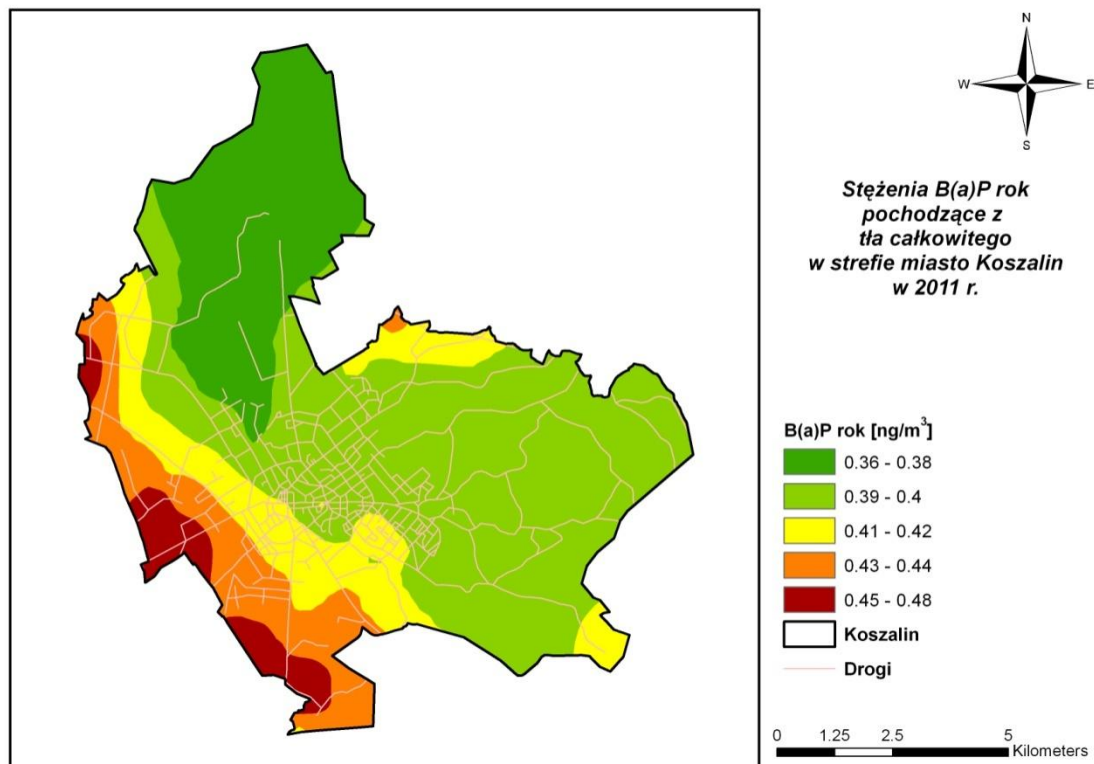 N
W E
S
Stężenia B(a)P rok
pochodzące z
tła całkowitego
w strefie miasto Koszalin
w 2011 r.
B(a)P rok [ng/m³]
0.36 - 0.38
0.39 - 0.4
0.41 - 0.42
0.43 - 0.44
0.45 - 0.48
Koszalin
Drogi
0 1.25 2.5 5
Kilometers